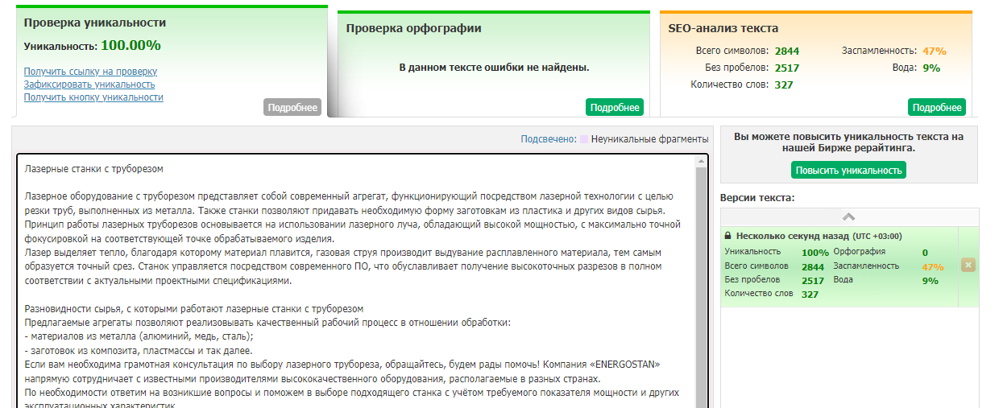 Проверка уникальности
Уникальность: 100.00%
Получить ссылку на проверку
Зафиксировать уникальность
Получить кнопку уникальности
Подробнее
Проверка орфографии
В данном тексте ошибки не найдены.
Подробнее
SEO-анализ текста
Всего символов: 2844 Заспамленность: 47%
Без пробелов: 2517 Вода: 9%
Количество слов: 327
Подробнее
Подсвечено: Неуникальные фрагменты
Лазерные станки с труборезом
Лазерное оборудование с труборезом представляет собой современный агрегат, функционирующий посредством лазерной технологии с целью
резки труб, выполненных из металла. Также станки позволяют придавать необходимую форму заготовкам из пластика и других видов сырья.
Принцип работы лазерных труборезов основывается на использовании лазерного луча, обладающий высокой мощностью, с максимально точной
фокусировкой на соответствующей точке обрабатываемого изделия.
Лазер выделяет тепло, благодаря которому материал плавится, газовая струя производит выдувание расплавленного материала, тем самым
образуется точный срез. Станок управляется посредством современного ПО, что обуславливает получение высокоточных разрезов в полном
соответствии с актуальными проектными спецификациями.
Разновидности сырья, с которыми работают лазерные станки с труборезом
Предлагаемые агрегаты позволяют реализовывать качественный рабочий процесс в отношении обработки:
- материалов из металла (алюминий, медь, сталь);
- заготовок из композита, пластмассы и так далее.
Если вам необходима грамотная консультация по выбору лазерного трубореза, обращайтесь, будем рады помочь! Компания «ENERGOSTAN»
напрямую сотрудничает с известными производителями высококачественного оборудования, располагаемые в разных странах.
По необходимости ответим на возникшие вопросы и поможем в выборе подходящего станка с учётом требуемого показателя мощности и других
эксплуатационных характеристик.
Вы можете повысить уникальность текста на
нашей Бирже рерайтинга.
Повысить уникальность
Версии текста:
Несколько секунд назад (UTC +03:00)
Уникальность 100% Орфография 0
Всего символов 2844 Заспамленность 47%
Без пробелов 2517 Вода 9%
Количество слов 327